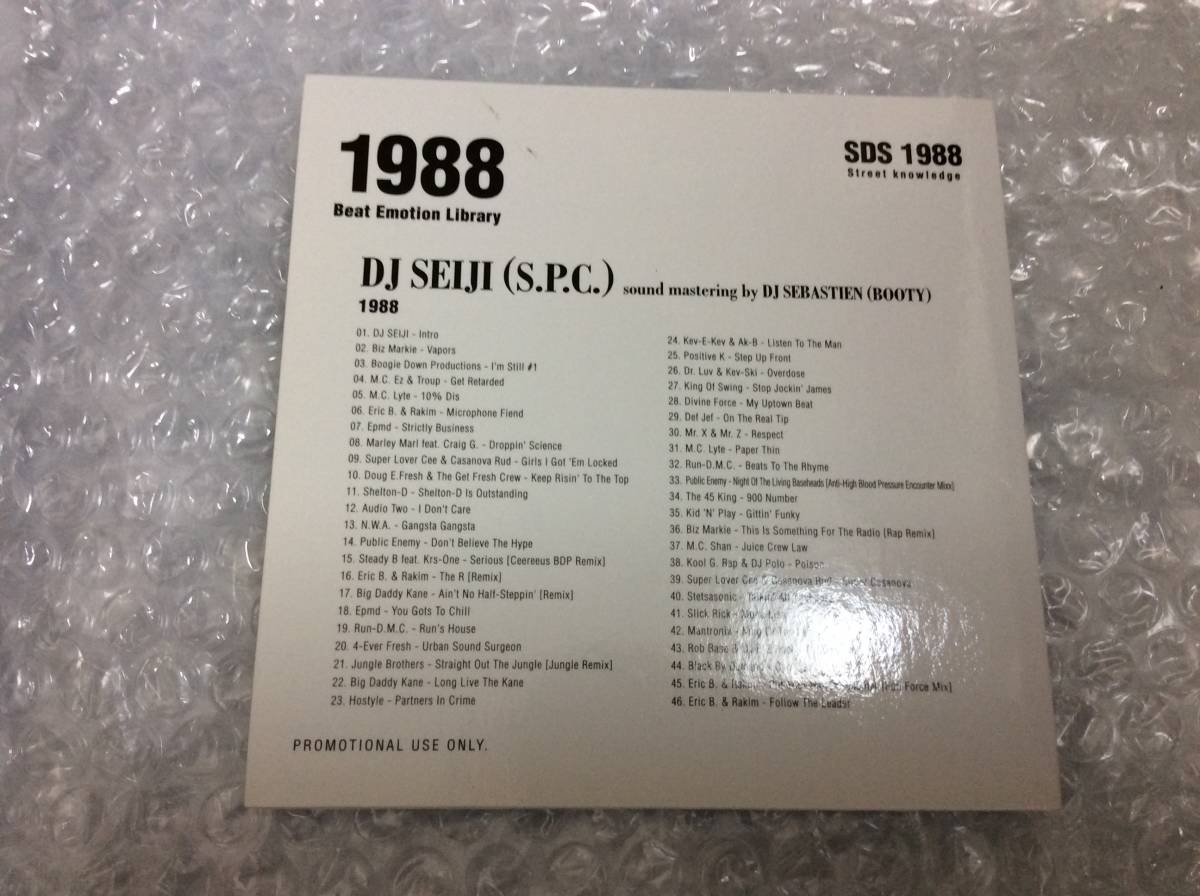 1988
Beat Emotion Library
SDS 1988
Street knowledge
DJ SEIJI (S.P.C.) sound mastering by DJ SEBASTIEN (BOOTY)
1988
01. DJ SEIJI - Intro
02. Biz Markie - Vapors
03. Boogie Down Productions - I'm Still #1
04. M.C. Ez & Troup - Get Retarded
05. M.C. Lyte - 10% Dis
06. Eric B. & Rakim - Microphone Fiend
07. Epmd - Strictly Business
08. Marley Marl feat. Craig G. - Droppin' Science
09. Super Lover Cee & Casanova Rud - Girls I Got 'Em Locked
10. Doug E.Fresh & The Get Fresh Crew - Keep Risin' To The Top
11. Shelton-D - Shelton-D Is Outstanding
12. Audio Two - I Don't Care
13. N.W.A. - Gangsta Gangsta
14. Public Enemy - Don't Believe The Hype
15. Steady B feat. Krs-One - Serious [Ceereeus BDP Remix]
16. Eric B. & Rakim - The R [Remix]
17. Big Daddy Kane - Ain't No Half-Steppin' [Remix]
18. Epmd - You Gots To Chill
19. Run-D.M.C. - Run's House
20. 4-Ever Fresh - Urban Sound Surgeon
21. Jungle Brothers - Straight Out The Jungle [Jungle Remix]
22. Big Daddy Kane - Long Live The Kane
23. Hostyle - Partners In Crime
24. Kev-E-Kev & Ak-B - Listen To The Man
25. Positive K - Step Up Front
26. Dr. Luv & Kev-Ski - Overdose
27. King Of Swing - Stop Jockin' James
28. Divine Force - My Uptown Beat
29. Def Jef - On The Real Tip
30. Mr. X & Mr. Z - Respect
31. M.C. Lyte - Paper Thin
32. Run-D.M.C. - Beats To The Rhyme
33. Public Enemy - Night Of The Living Baseheads [Anti-High Blood Pressure Encounter Mixx]
34. The 45 King - 900 Number
35. Kid 'N' Play - Gittin' Funky
36. Biz Markie - This Is Something For The Radio [Rap Remix]
37. M.C. Shan - Juice Crew Law
38. Kool G. Rap & DJ Polo - Poison
39. Super Lover Cee & Casanova Rud - Super Casanova
40. Stetsasonic -
41. Slick Rick -
42. Mantronix -
43. Rob Base &
44. Black By
45. Eric B. & Force Mix]
46. Eric B. & Rakim - Follow The Leader
PROMOTIONAL USE ONLY.